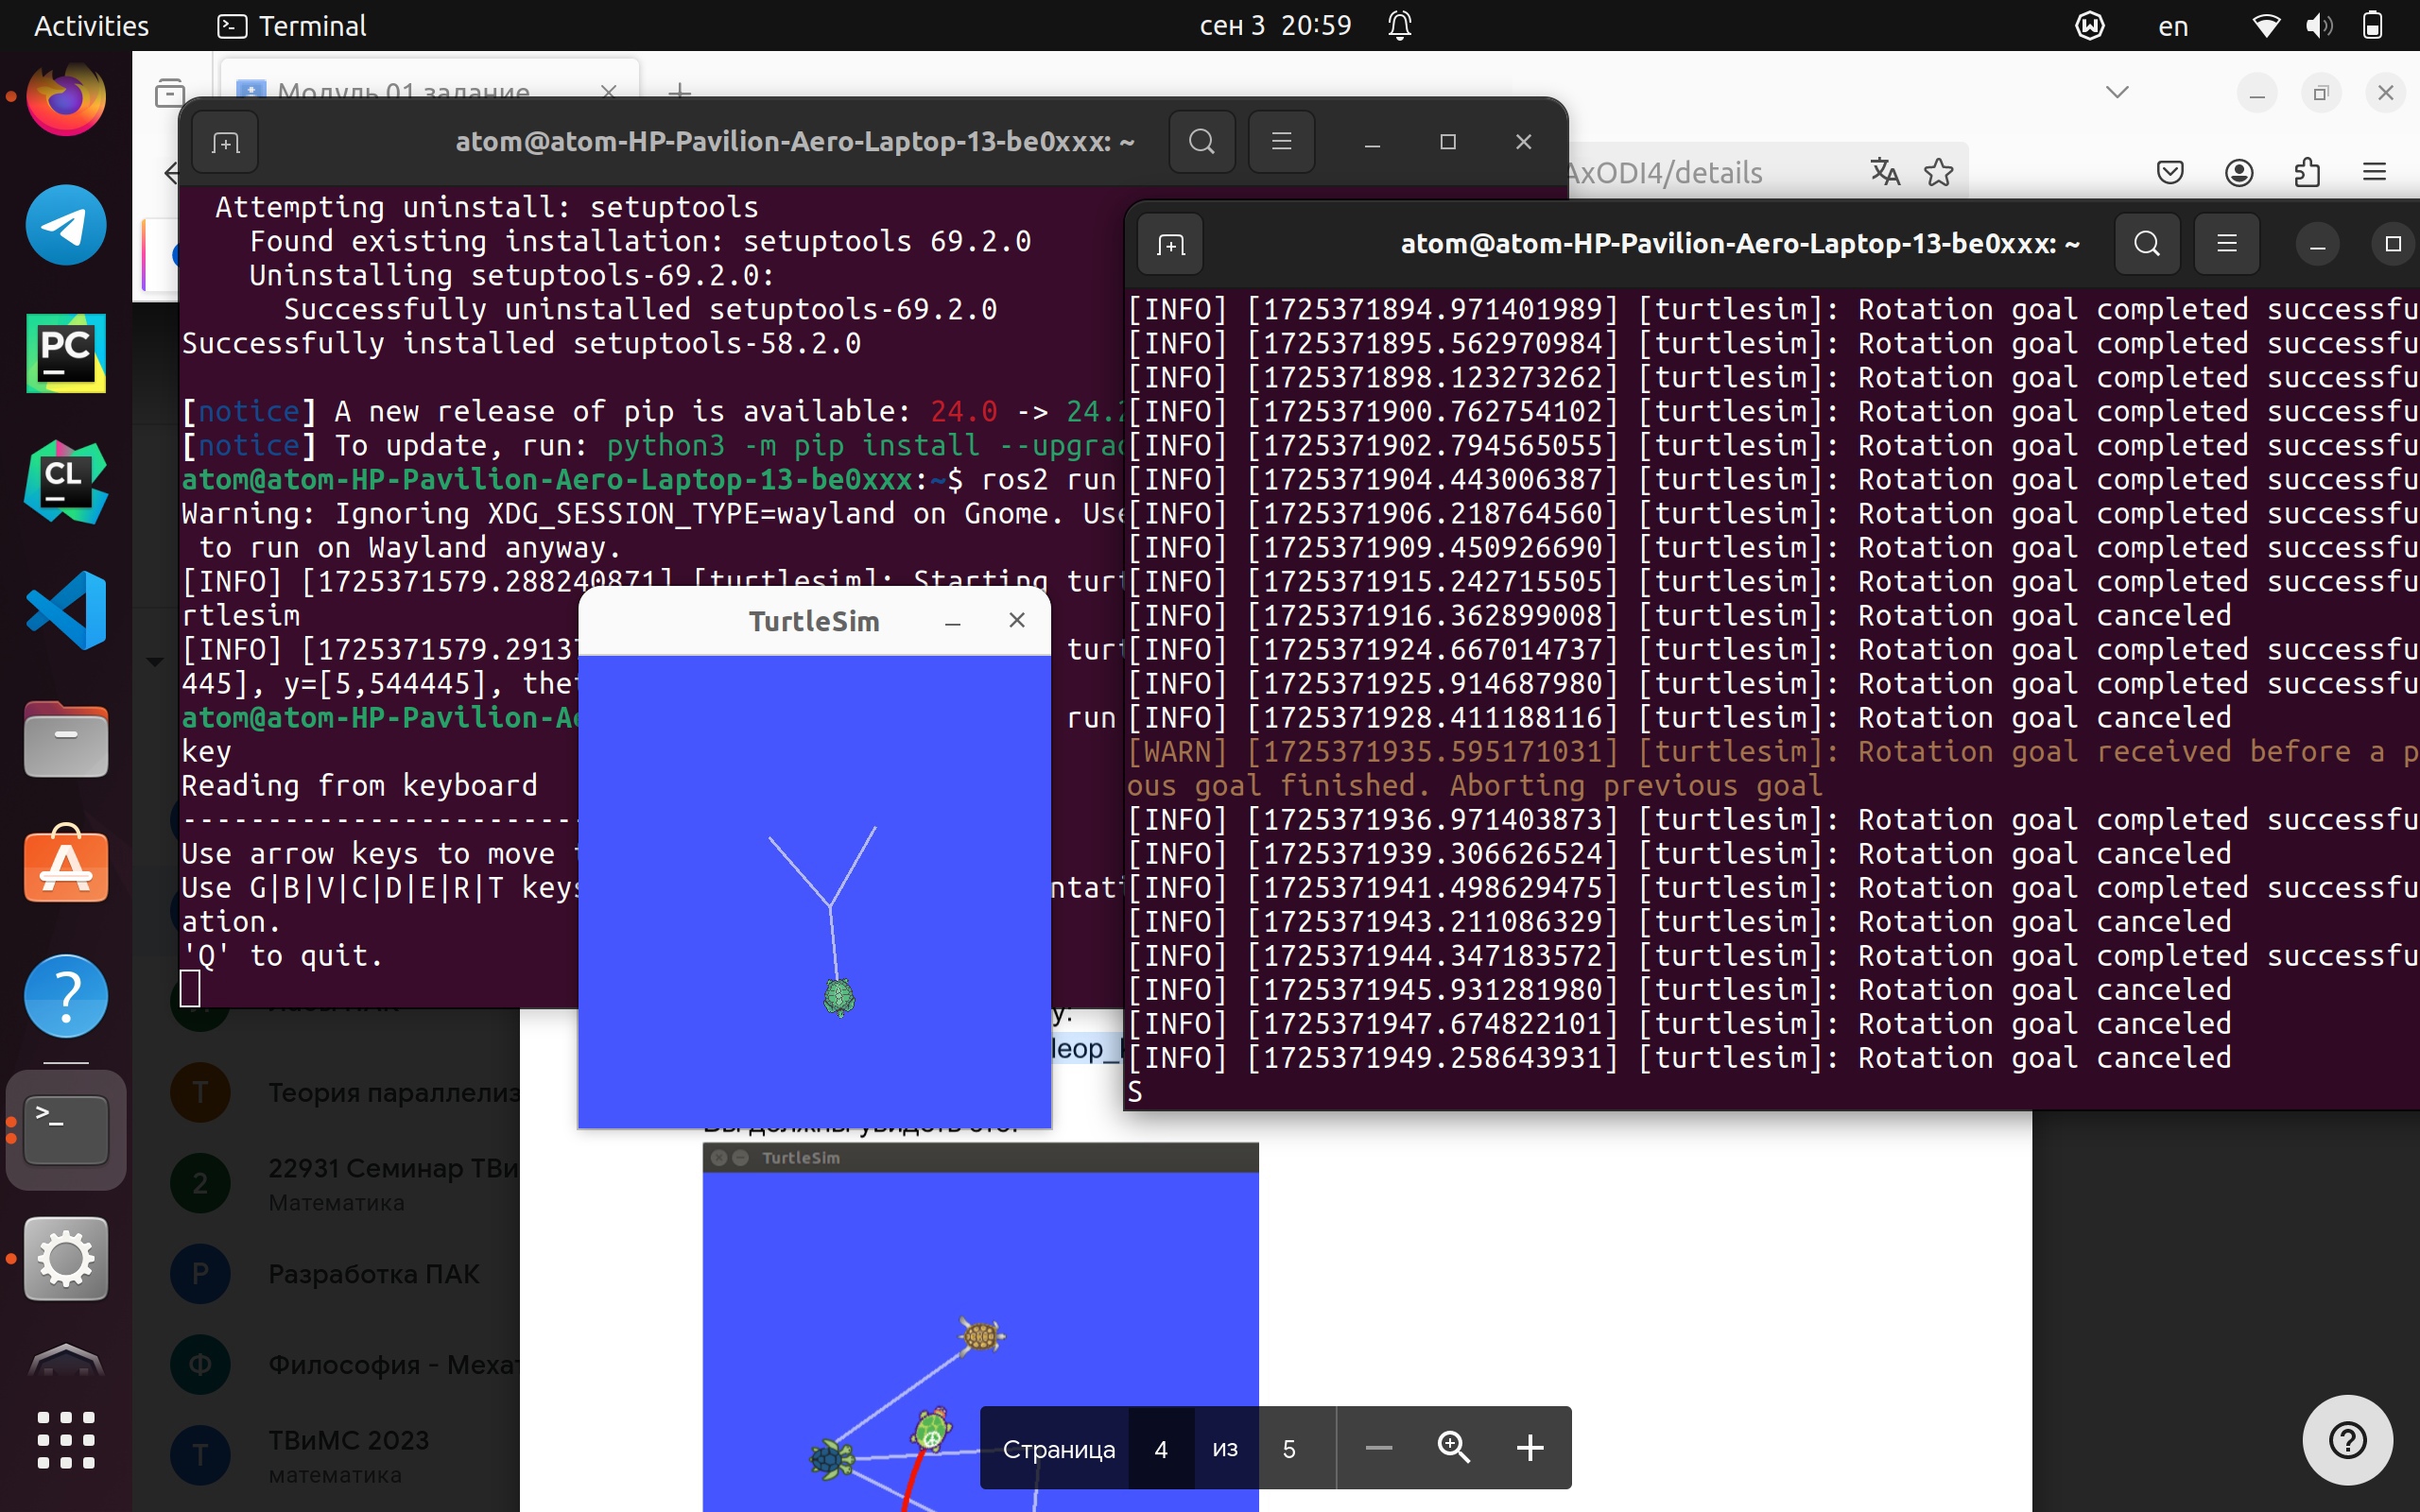 Activities
Terminal
сен 3 20:59
en
Модуль 01 задание
AxODI4/details
atom@atom-HP-Pavilion-Aero-Laptop-13-be0xxx: ~
Attempting uninstall: setuptools
Found existing installation: setuptools 69.2.0
Uninstalling setuptools-69.2.0:
Successfully uninstalled setuptools-69.2.0
Successfully installed setuptools-58.2.0
[notice] A new release of pip is available: 24.0 -> 24.2
[notice] To update, run: python3 -m pip install --upgrad
atom@atom-HP-Pavilion-Aero-Laptop-13-be0xxx:~$ ros2 run
Warning: Ignoring XDG_SESSION_TYPE=wayland on Gnome. Use
to run on Wayland anyway.
[INFO] [1725371579.288240871] [turtlesim]: Starting turt
rtlesim
[INFO] [1725371579.2913 turt
445], y=[5,544445], thet
atom@atom-HP-Pavilion-Ae run
key
Reading from keyboard
---------------------------
Use arrow keys to move t
Use G|B|V|C|D|E|R|T keys ntati
ation.
'Q' to quit.
TurtleSim
atom@atom-HP-Pavilion-Aero-Laptop-13-be0xxx: ~
[INFO] [1725371894.971401989] [turtlesim]: Rotation goal completed successfu
[INFO] [1725371895.562970984] [turtlesim]: Rotation goal completed successfu
[INFO] [1725371898.123273262] [turtlesim]: Rotation goal completed successfu
[INFO] [1725371900.762754102] [turtlesim]: Rotation goal completed successfu
[INFO] [1725371902.794565055] [turtlesim]: Rotation goal completed successfu
[INFO] [1725371904.443006387] [turtlesim]: Rotation goal completed successfu
[INFO] [1725371906.218764560] [turtlesim]: Rotation goal completed successfu
[INFO] [1725371909.450926690] [turtlesim]: Rotation goal completed successfu
[INFO] [1725371915.242715505] [turtlesim]: Rotation goal completed successfu
[INFO] [1725371916.362899008] [turtlesim]: Rotation goal canceled
[INFO] [1725371924.667014737] [turtlesim]: Rotation goal completed successfu
[INFO] [1725371925.914687980] [turtlesim]: Rotation goal completed successfu
[INFO] [1725371928.411188116] [turtlesim]: Rotation goal canceled
[WARN] [1725371935.595171031] [turtlesim]: Rotation goal received before a p
ous goal finished. Aborting previous goal
[INFO] [1725371936.971403873] [turtlesim]: Rotation goal completed successfu
[INFO] [1725371939.306626524] [turtlesim]: Rotation goal canceled
[INFO] [1725371941.498629475] [turtlesim]: Rotation goal completed successfu
[INFO] [1725371943.211086329] [turtlesim]: Rotation goal canceled
[INFO] [1725371944.347183572] [turtlesim]: Rotation goal completed successfu
[INFO] [1725371945.931281980] [turtlesim]: Rotation goal canceled
[INFO] [1725371947.674822101] [turtlesim]: Rotation goal canceled
[INFO] [1725371949.258643931] [turtlesim]: Rotation goal canceled
S
PC
CL
у:
leop_
Вы должны увидеть это:
TurtleSim
Т
Теория параллелиз
2
22931 Семинар ТВи
Математика
Р
Разработка ПАК
Ф
Философия - Меха
Т
ТВиМС 2023
математика
Страница 4 из 5